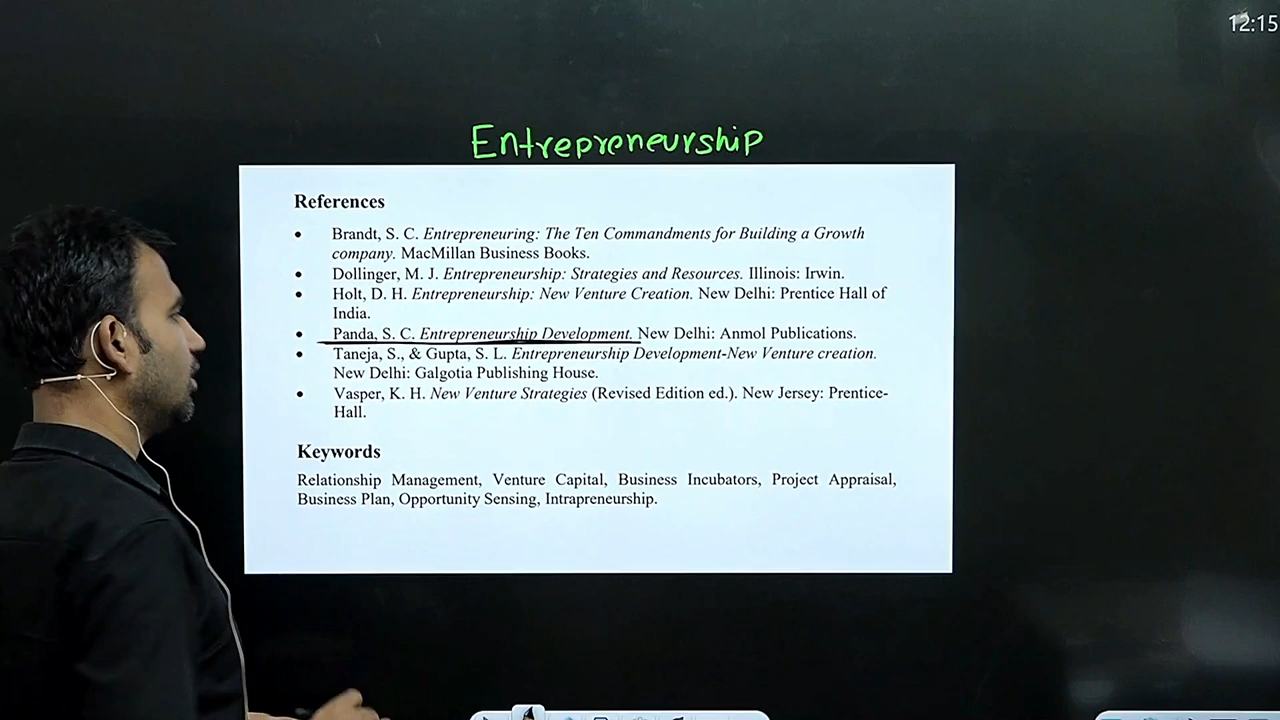 12:15
Entrepreneurship
References
• Brandt, S. C. Entrepreneuring: The Ten Commandments for Building a Growth
company. MacMillan Business Books.
• Dollinger, M. J. Entrepreneurship: Strategies and Resources. Illinois: Irwin.
• Holt, D. H. Entrepreneurship: New Venture Creation. New Delhi: Prentice Hall of
India.
• Panda, S. C. Entrepreneurship Development. New Delhi: Anmol Publications.
• Taneja, S., & Gupta, S. L. Entrepreneurship Development-New Venture creation.
New Delhi: Galgotia Publishing House.
• Vasper, K. H. New Venture Strategies (Revised Edition ed.). New Jersey: Prentice-
Hall.
Keywords
Relationship Management, Venture Capital, Business Incubators, Project Appraisal,
Business Plan, Opportunity Sensing, Intrapreneurship.